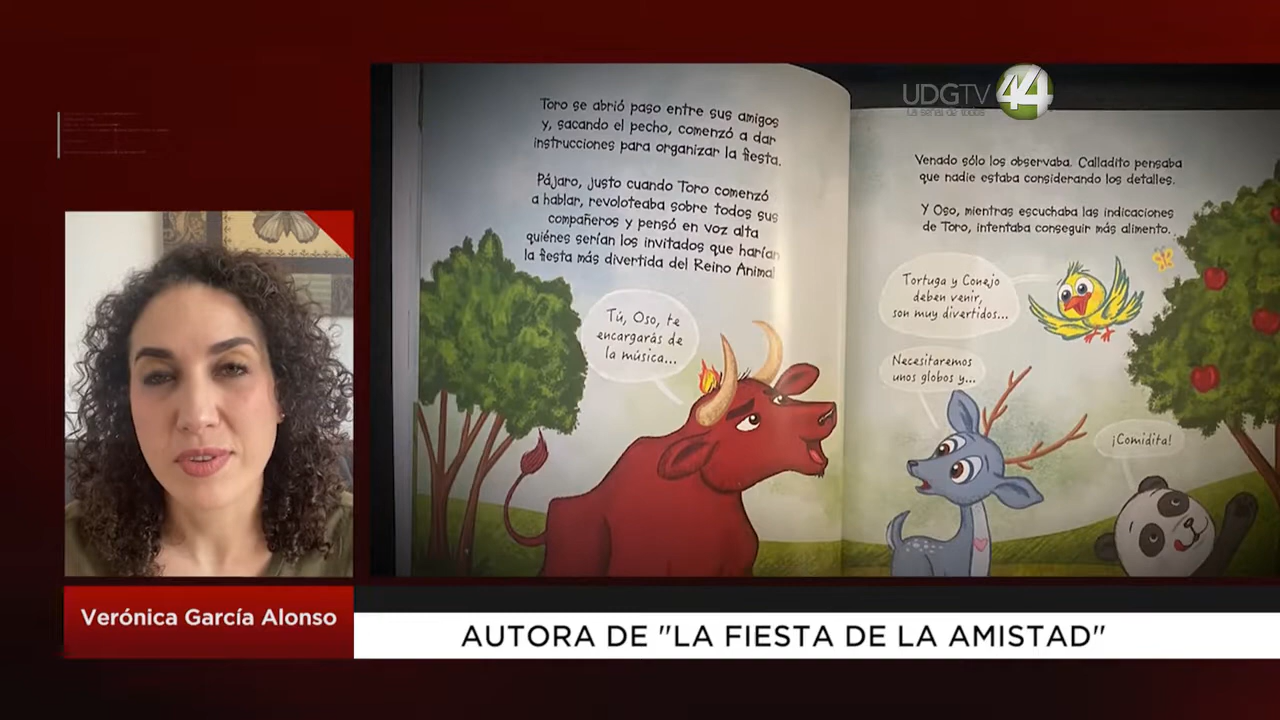 UDGTV 44
La señal de todos
Toro se abrió paso entre sus amigos
y, sacando el pecho, comenzó a dar
instrucciones para organizar la fiesta.
Pájaro, justo cuando Toro comenzó
a hablar, revoloteaba sobre todos sus
compañeros y pensó en voz alta
quiénes serían los invitados que harían
la fiesta más divertida del Reino Anima
Tú, Oso, te
encargarás de
la música...
Venado sólo los observaba. Calladito pensaba
que nadie estaba considerando los detalles.
Y Oso, mientras escuchaba las indicaciones
de Toro, intentaba conseguir más alimento.
Tortuga y Conejo
deben venir,
son muy divertidos...
Necesitaremos
unos globos y...
¡Comidita!
Verónica García Alonso
AUTORA DE "LA FIESTA DE LA AMISTAD"